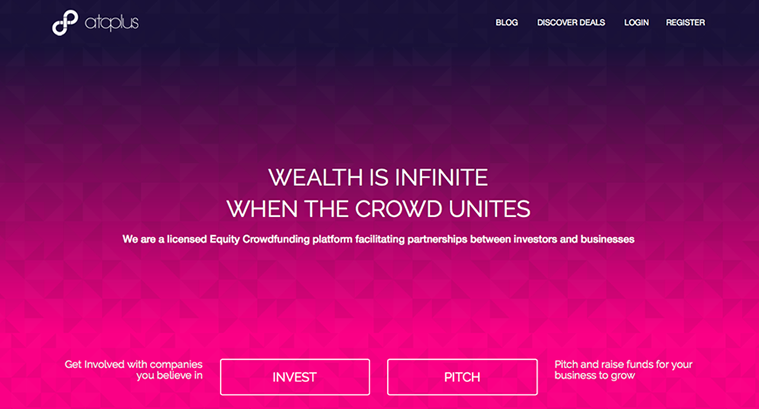 ataplus
BLOG DISCOVER DEALS LOGIN REGISTER
WEALTH IS INFINITE
WHEN THE CROWD UNITES
We are a licensed Equity Crowdfunding platform facilitating partnerships between investors and businesses
Get Involved with companies
you believe in
INVEST
PITCH
Pitch and raise funds for your
business to grow